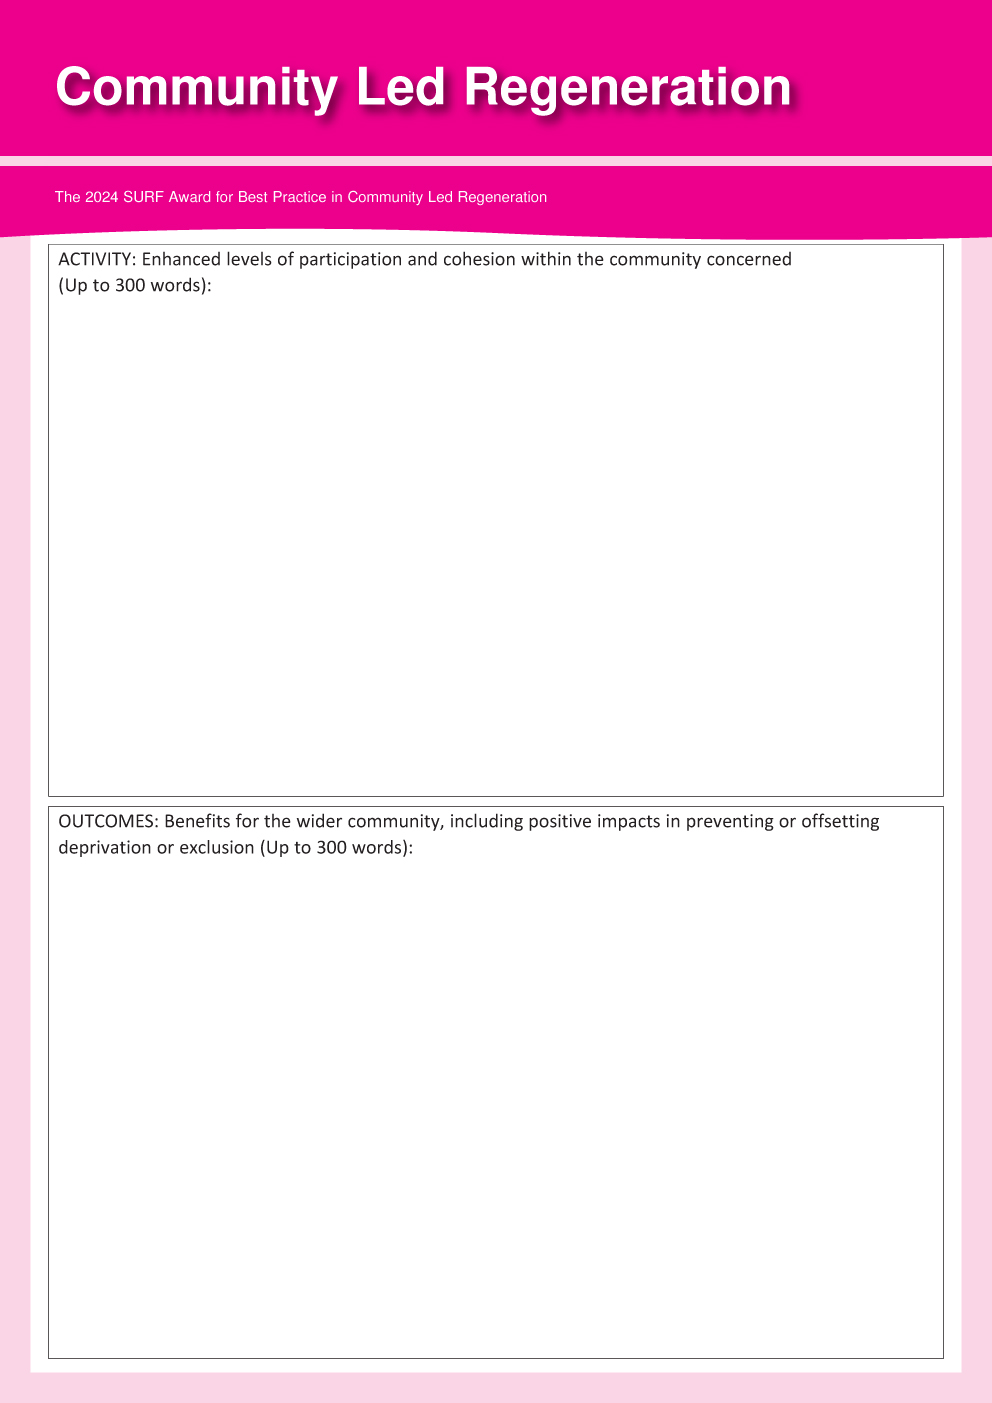 Community Led Regeneration
The 2024 SURF Award for Best Practice in Community Led Regeneration
ACTIVITY: Enhanced levels of participation and cohesion within the community concerned
(Up to 300 words):
OUTCOMES: Benefits for the wider community, including positive impacts in preventing or offsetting
deprivation or exclusion (Up to 300 words):